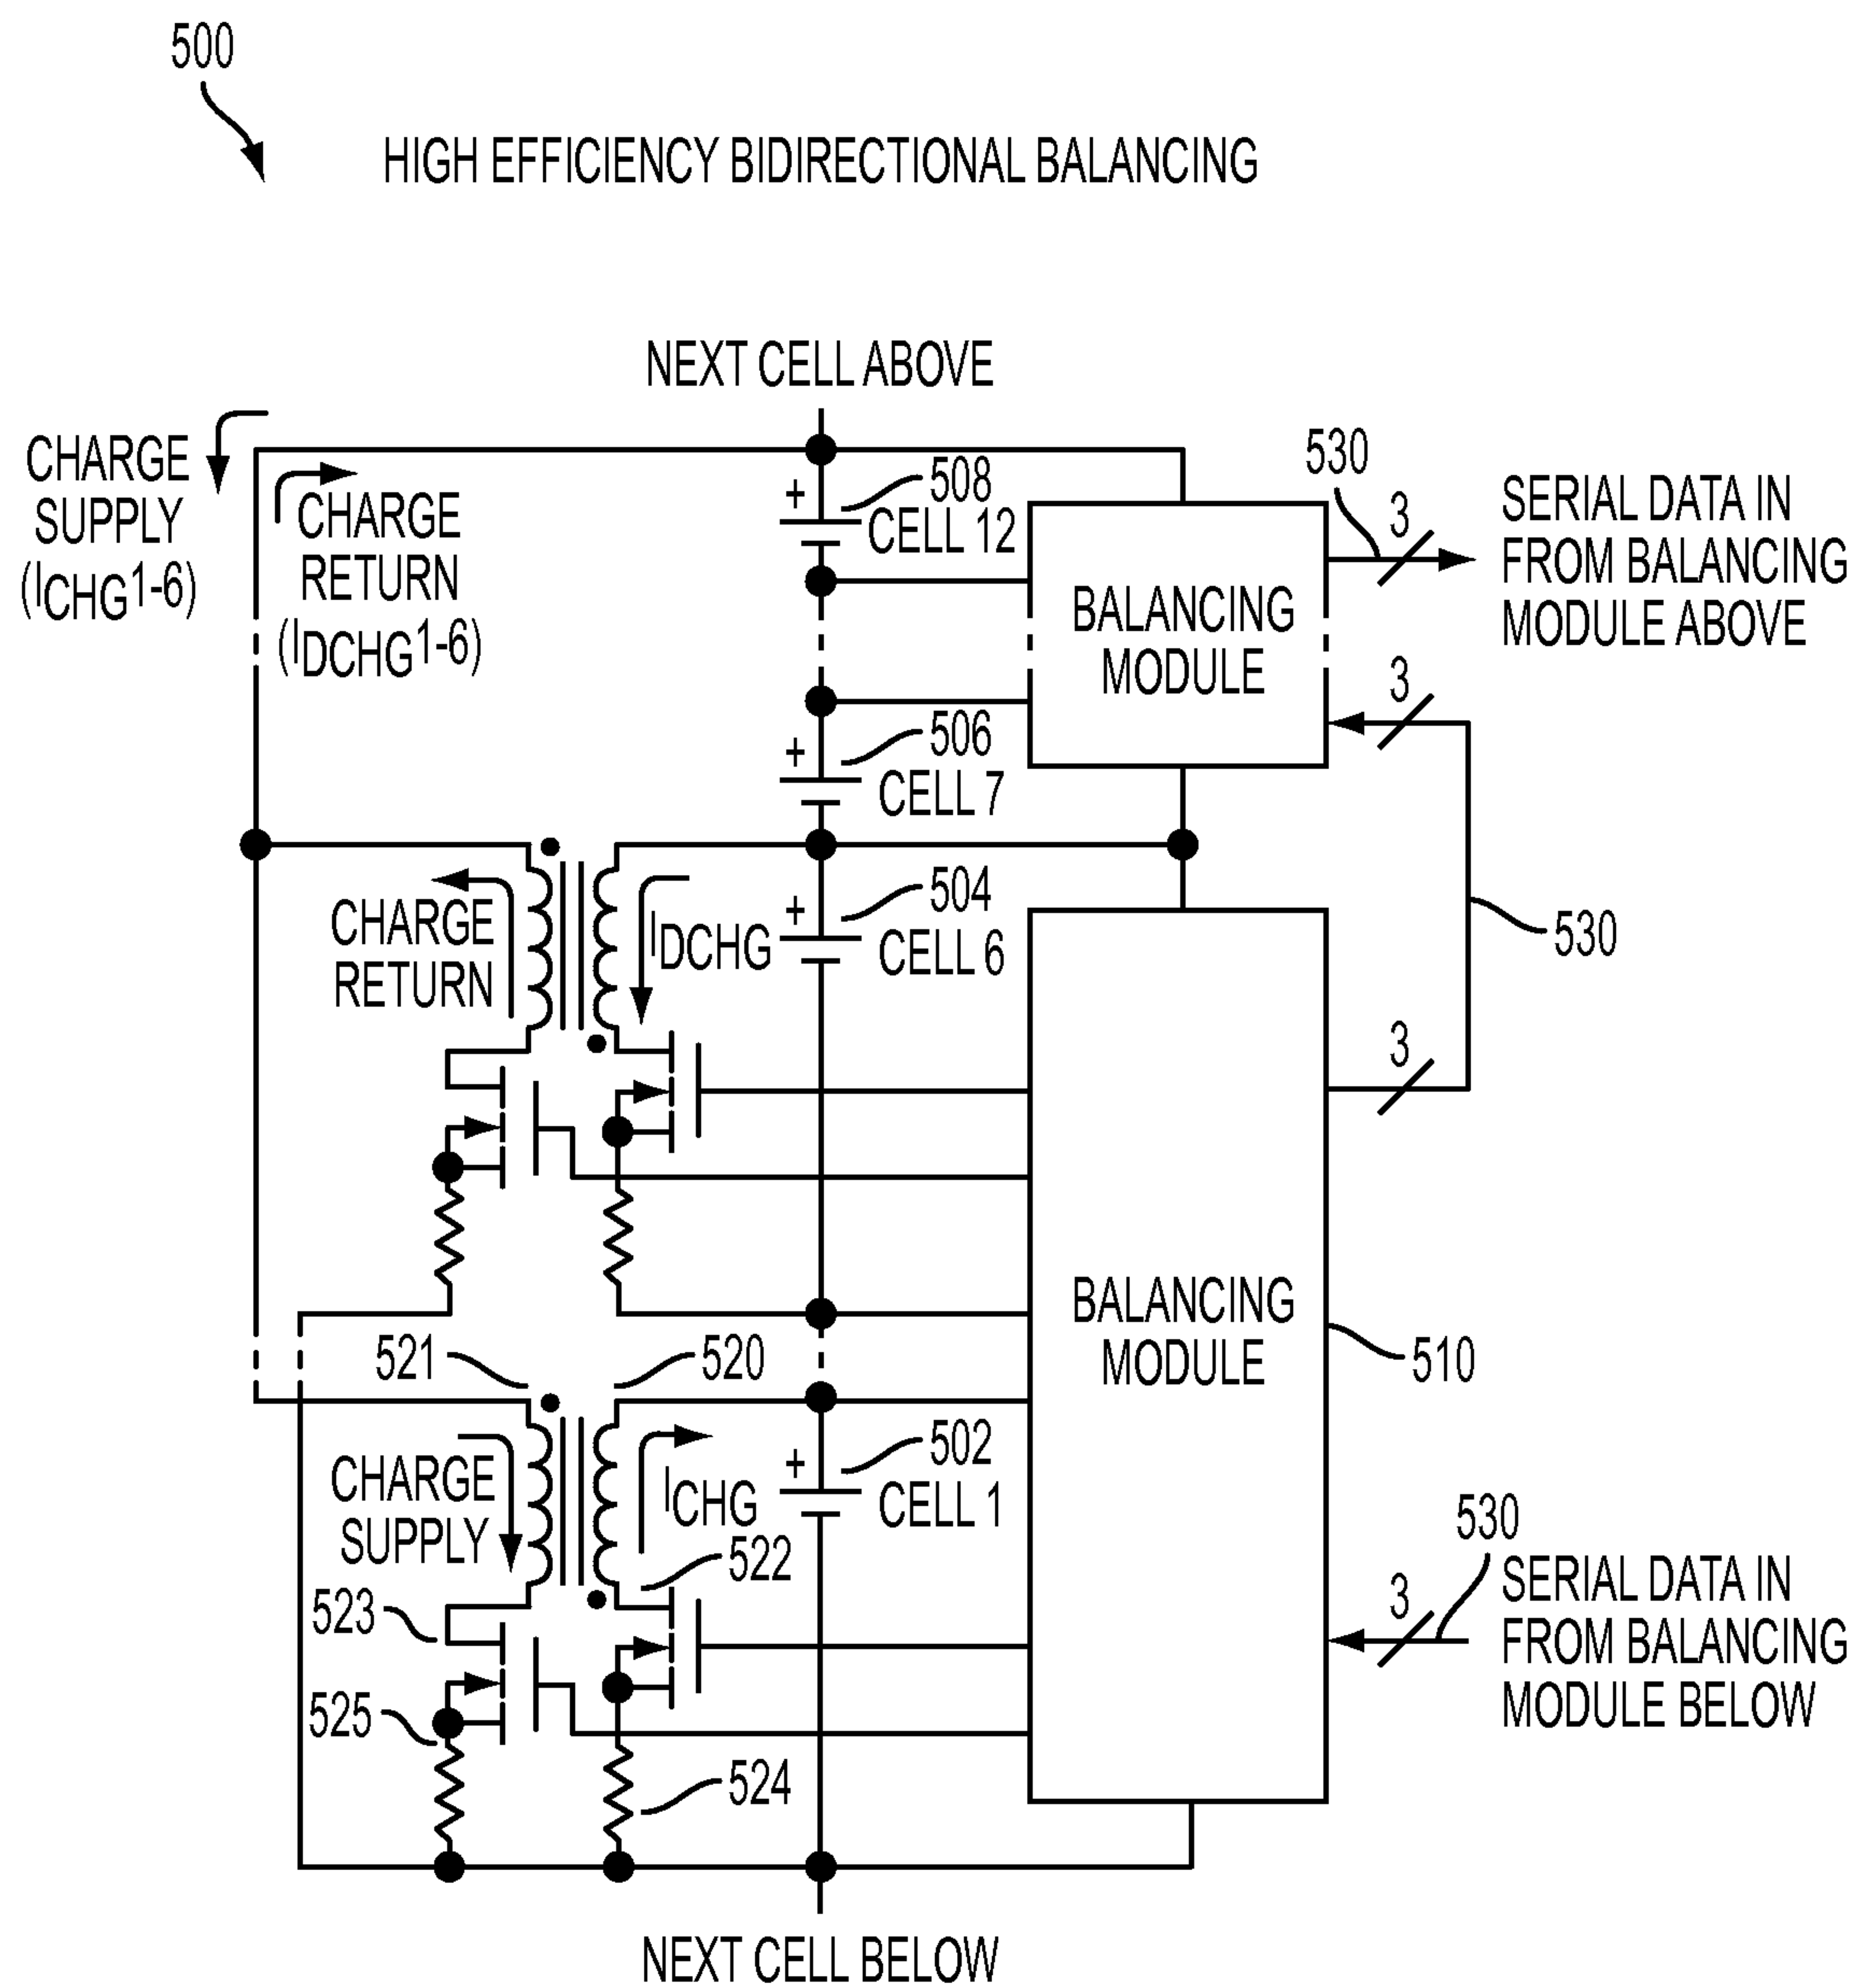 500
HIGH EFFICIENCY BIDIRECTIONAL BALANCING
NEXT CELL ABOVE
CHARGE
SUPPLY
(ICHG1-6)
CHARGE
RETURN
(IDCHG1-6)
+
508
CELL 12
530
3
SERIAL DATA IN
FROM BALANCING
MODULE ABOVE
BALANCING
MODULE
3
+
506
CELL 7
CHARGE
RETURN
IDCHG
+
504
CELL 6
530
3
BALANCING
MODULE
510
521
520
CHARGE
SUPPLY
ICHG
+
502
CELL 1
522
523
525
524
530
3
SERIAL DATA IN
FROM BALANCING
MODULE BELOW
NEXT CELL BELOW